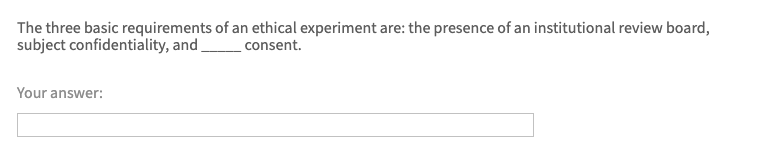 The three basic requirements of an ethical experiment are: the presence of an institutional review board,
subject confidentiality, and _____ consent.
Your answer: